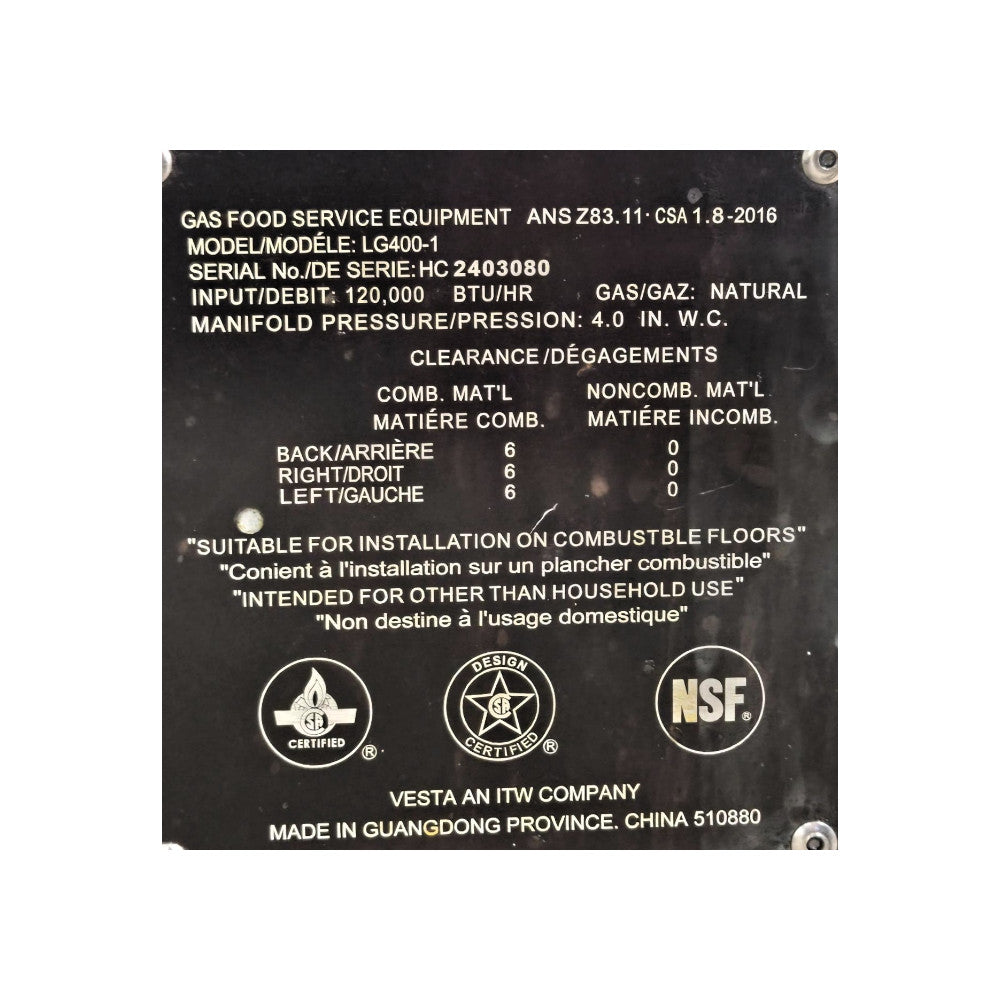 GAS FOOD SERVICE EQUIPMENT ANS Z83.11· CSA 1.8-2016
MODEL/MODÉLE: LG400-1
SERIAL No./DE SERIE: HC 2403080
INPUT/DEBIT: 120,000 BTU/HR GAS/GAZ: NATURAL
MANIFOLD PRESSURE/PRESSION: 4.0 IN. W.C.
CLEARANCE/DÉGAGEMENTS
COMB. MAT'L NONCOMB. MAT'L
MATIÉRE COMB. MATIÉRE INCOMB.
BACK/ARRIÈRE 6 0
RIGHT/DROIT 6 0
LEFT/GAUCHE 6 0
"SUITABLE FOR INSTALLATION ON COMBUSTBLE FLOORS"
"Conient à l'installation sur un plancher combustible"
"INTENDED FOR OTHER THAN HOUSEHOLD USE"
"Non destine à l'usage domestique"
SA CERTIFIED ®
DESIGN SA CERTIFIED ®
NSF ®
VESTA AN ITW COMPANY
MADE IN GUANGDONG PROVINCE. CHINA 510880